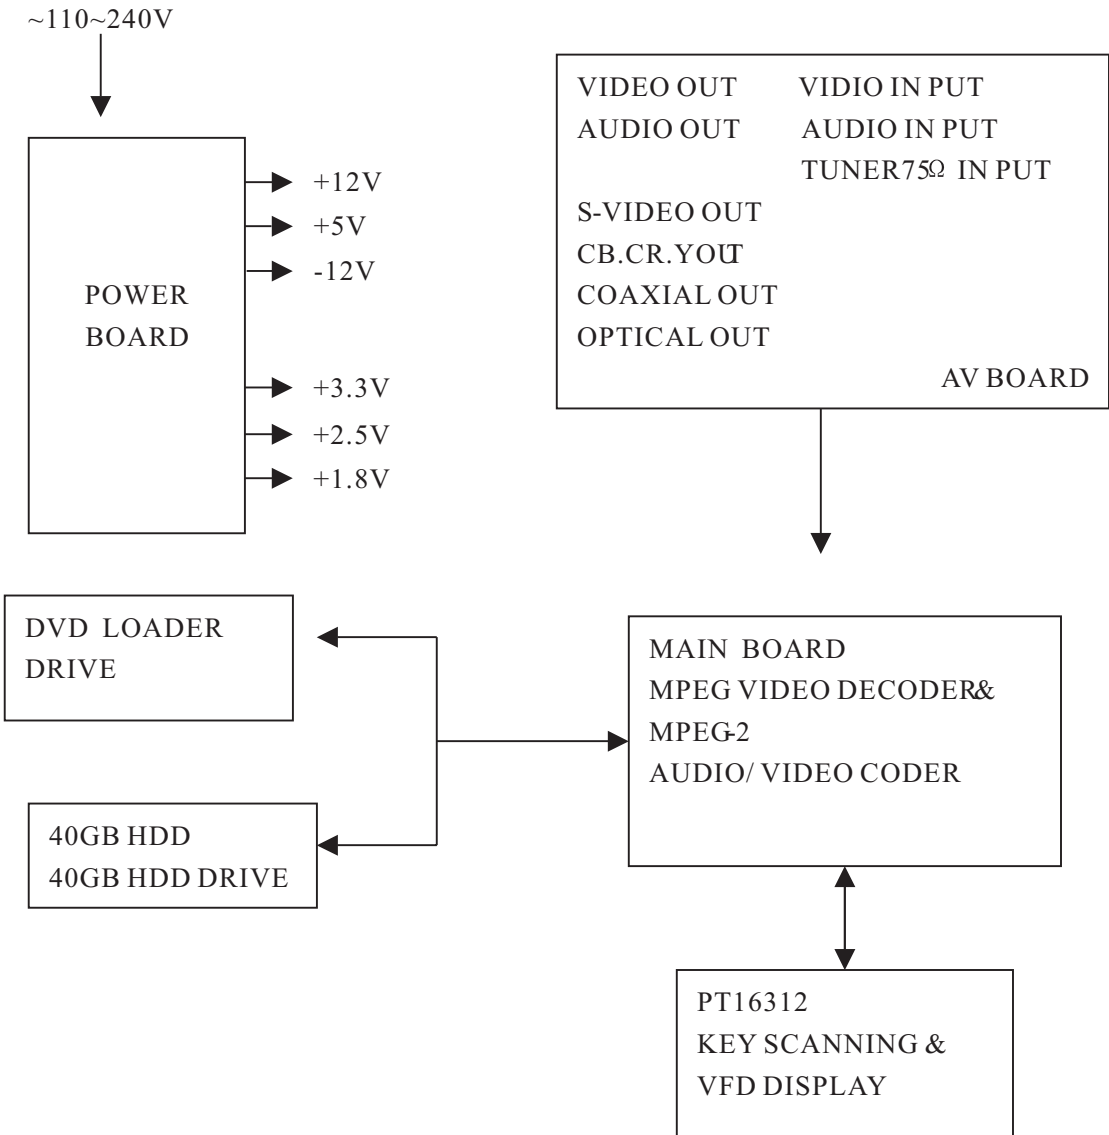 ~110~240V
POWER
BOARD
+12V
+5V
-12V
+3.3V
+2.5V
+1.8V
VIDEO OUT VIDIO IN PUT
AUDIO OUT AUDIO IN PUT
TUNER75Ω IN PUT
S-VIDEO OUT
CB.CR.YOUT
COAXIAL OUT
OPTICAL OUT
AV BOARD
DVD LOADER
DRIVE
40GB HDD
40GB HDD DRIVE
MAIN BOARD
MPEG VIDEO DECODER&
MPEG-2
AUDIO/ VIDEO CODER
PT16312
KEY SCANNING &
VFD DISPLAY